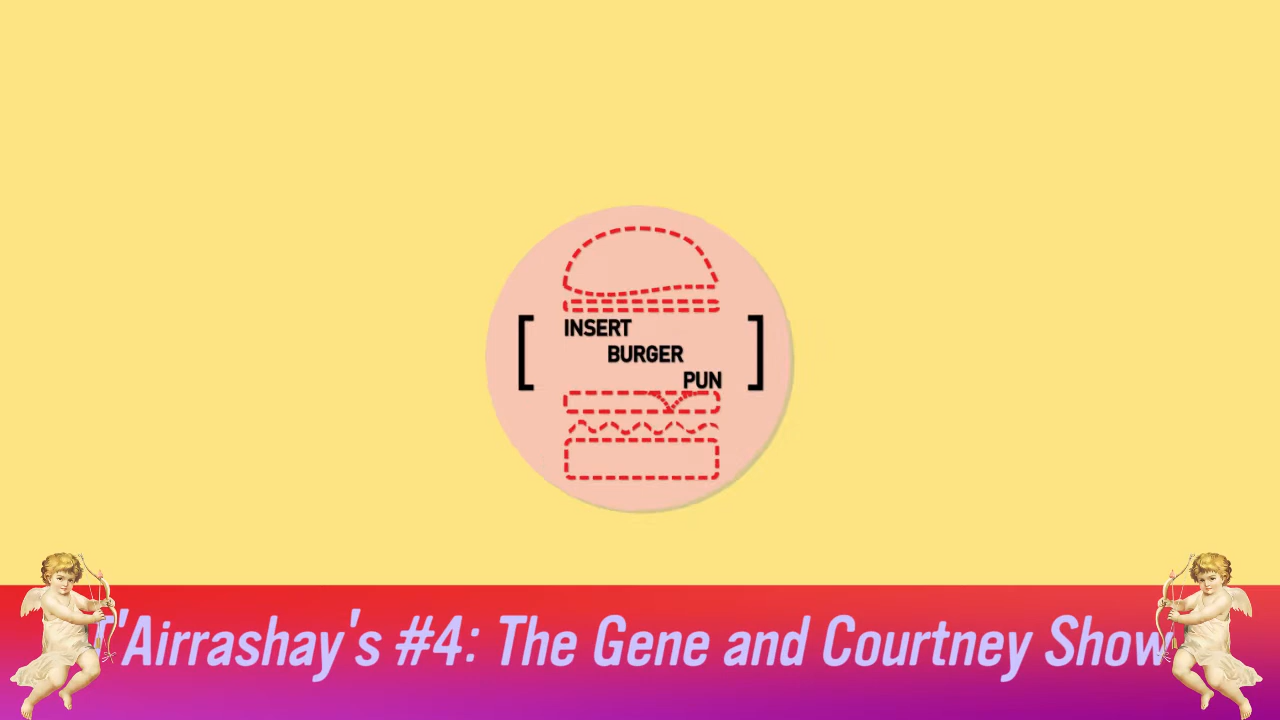 [ INSERT
BURGER
PUN ]
'Airrashay's #4: The Gene and Courtney Show